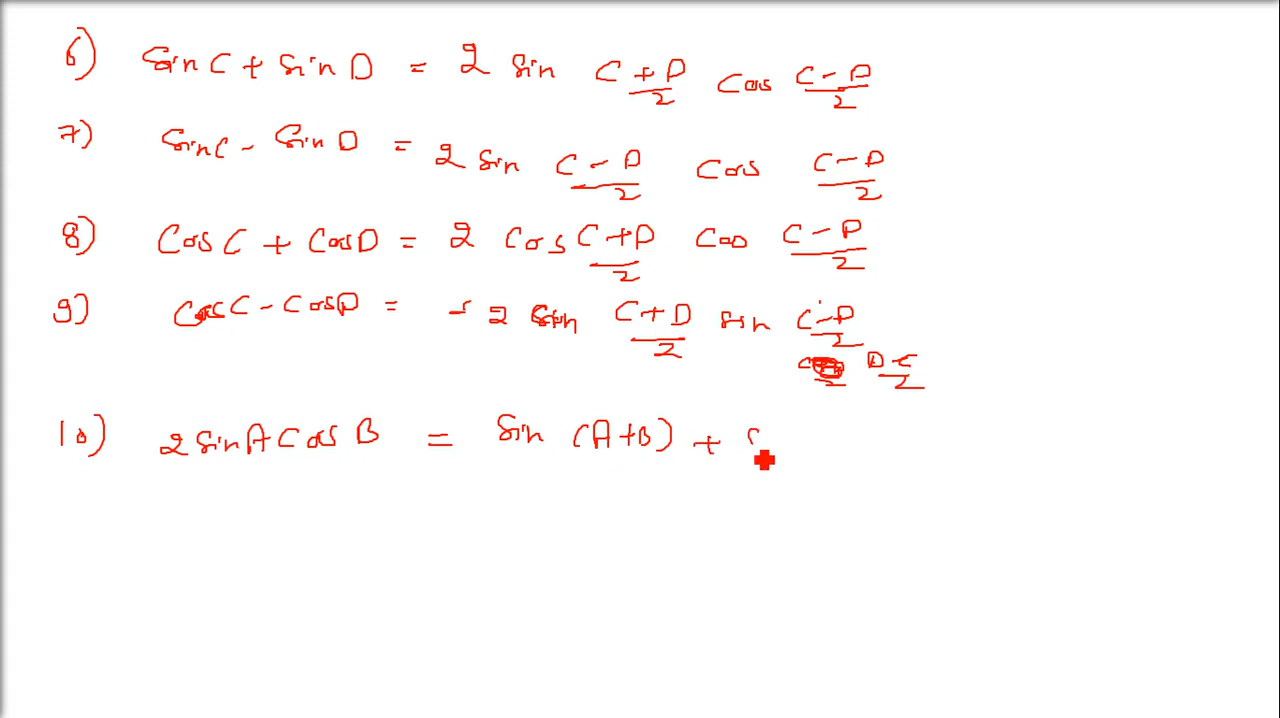 6) sin C + sin D = 2 sin C+D/2 cos C-D/2
7) sin C - sin D = 2 sin C-D/2 cos C-D/2
8) cos C + cos D = 2 cos C+D/2 cos C-D/2
9) cos C - cos D = - 2 sin C+D/2 sin C-D/2
D-C/2
10) 2 sin A cos B = sin (A+B) +